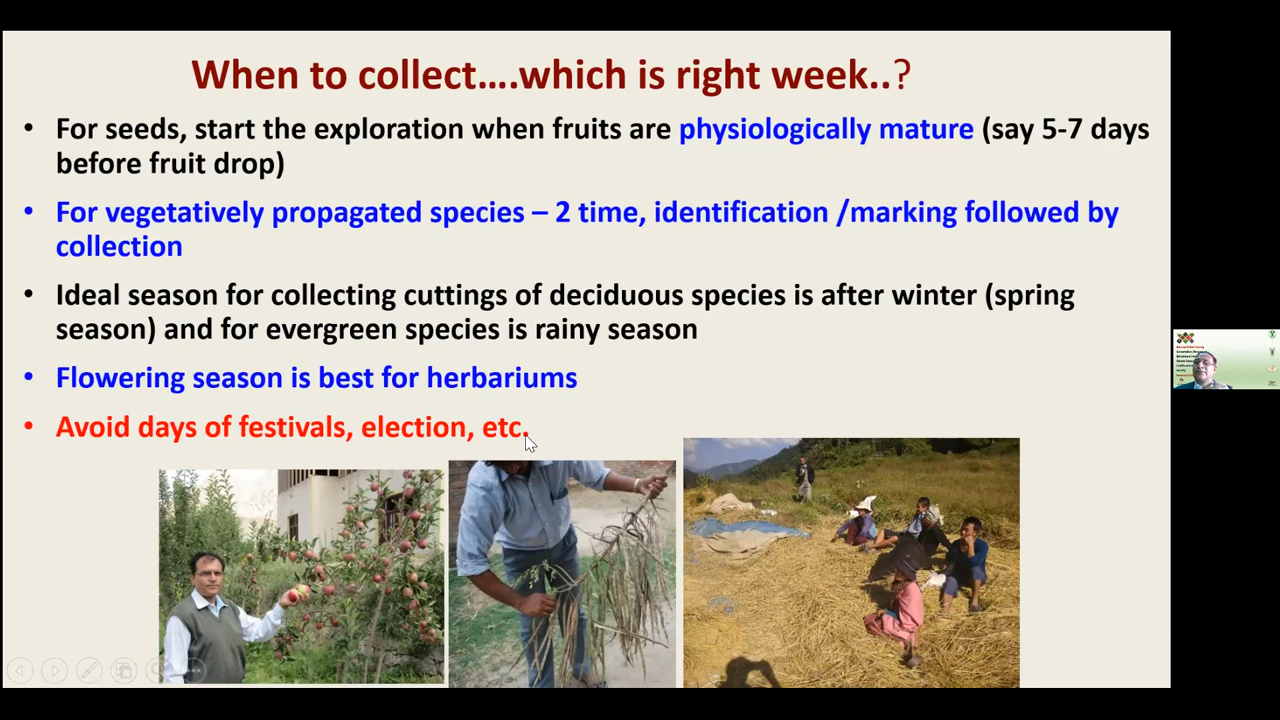 When to collect....which is right week..?
• For seeds, start the exploration when fruits are physiologically mature (say 5-7 days
before fruit drop)
• For vegetatively propagated species – 2 time, identification /marking followed by
collection
• Ideal season for collecting cuttings of deciduous species is after winter (spring
season) and for evergreen species is rainy season
• Flowering season is best for herbariums
• Avoid days of festivals, election, etc.